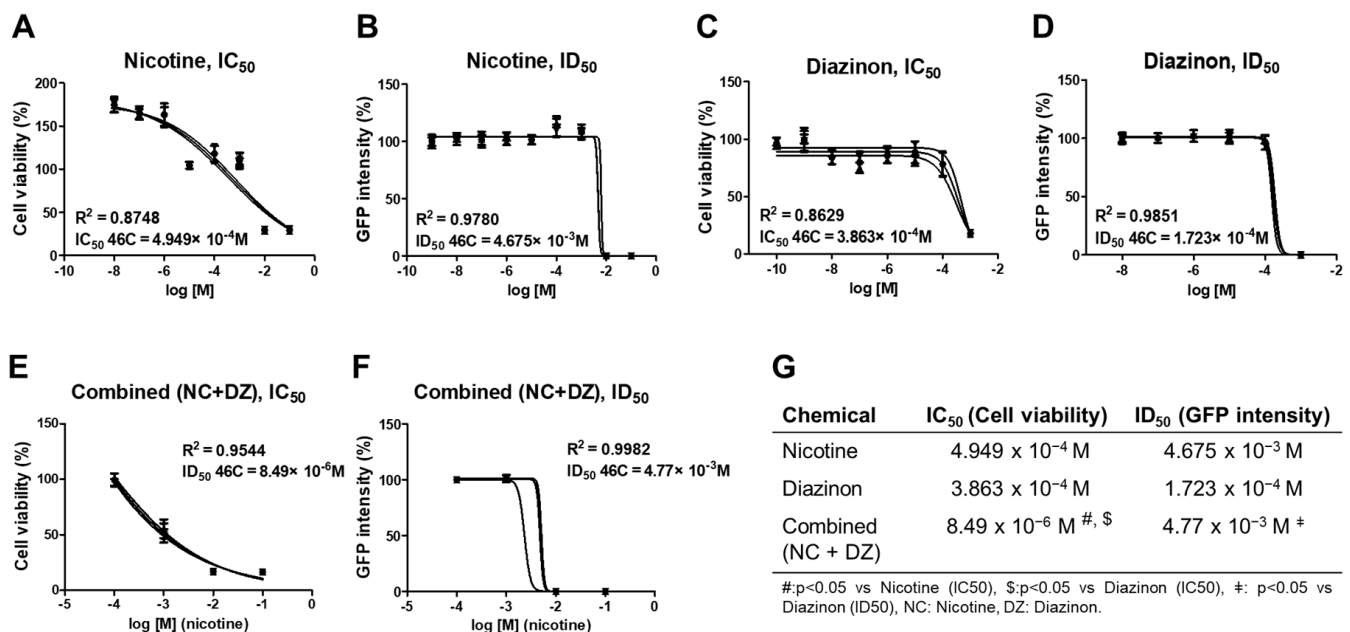 A
Nicotine, IC50
Cell viability (%)
200
150
100
50
0
R2 = 0.8748
IC50 46C = 4.949× 10-4M
-10 -8 -6 -4 -2 0
log [M]
B
Nicotine, ID50
GFP intensity (%)
150
100
50
0
R2 = 0.9780
ID50 46C = 4.675× 10-3M
-10 -8 -6 -4 -2 0
log [M]
C
Diazinon, IC50
Cell viability (%)
150
100
50
0
R2 = 0.8629
IC50 46C = 3.863× 10-4M
-10 -8 -6 -4 -2
log [M]
D
Diazinon, ID50
GFP intensity (%)
150
100
50
0
R2 = 0.9851
ID50 46C = 1.723× 10-4M
-8 -6 -4 -2
log [M]
E
Combined (NC+DZ), IC50
Cell viability (%)
150
100
50
0
R2 = 0.9544
ID50 46C = 8.49× 10-6M
-5 -4 -3 -2 -1 0
log [M] (nicotine)
F
Combined (NC+DZ), ID50
GFP intensity (%)
150
100
50
0
R2 = 0.9982
ID50 46C = 4.77× 10-3M
-5 -4 -3 -2 -1 0
log [M] (nicotine)
G
Chemical IC50 (Cell viability) ID50 (GFP intensity)
Nicotine 4.949 x 10−4 M 4.675 x 10−3 M
Diazinon 3.863 x 10−4 M 1.723 x 10−4 M
Combined 8.49 x 10−6 M #, $ 4.77 x 10−3 M ǂ
(NC + DZ)
#:p<0.05 vs Nicotine (IC50), $:p<0.05 vs Diazinon (IC50), ǂ: p<0.05 vs
Diazinon (ID50), NC: Nicotine, DZ: Diazinon.